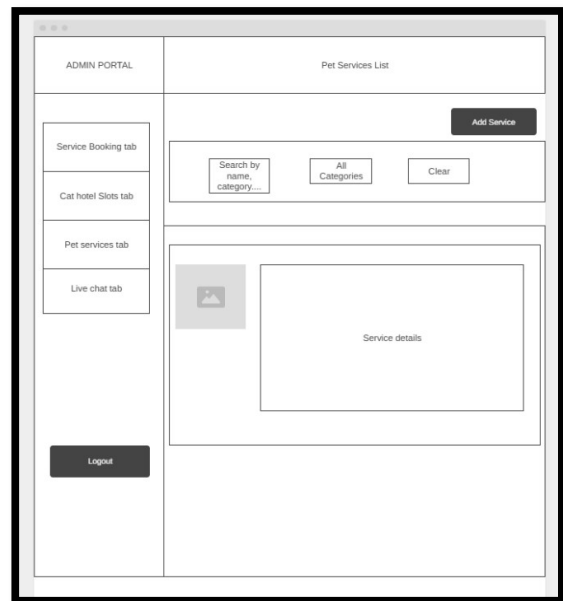 ADMIN PORTAL
Pet Services List
Add Service
Service Booking tab
Cat hotel Slots tab
Pet services tab
Live chat tab
Logout
Search by
name,
category....
All
Categories
Clear
Service details